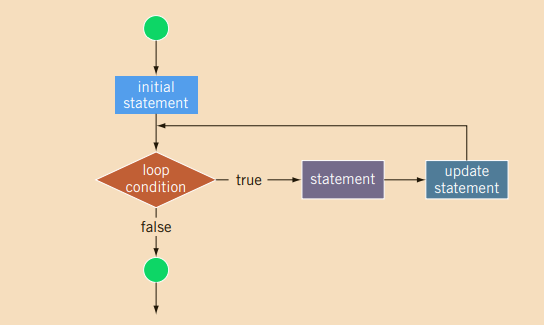 initial
statement
loop
condition
true
statement
update
statement
false